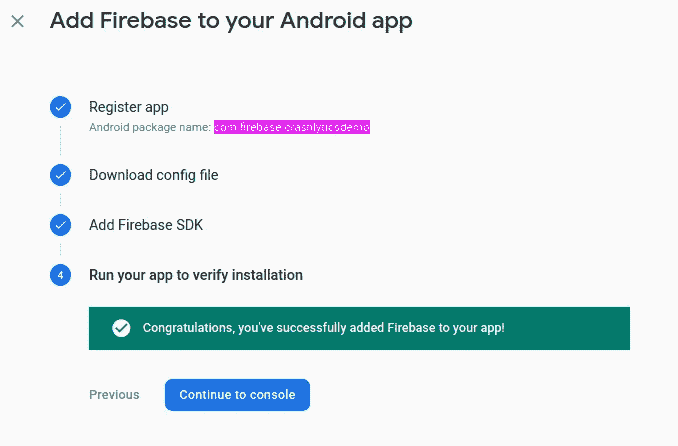 Add Firebase to your Android app
Register app
Android package name: com.firebase.crashlyticsdemo
Download config file
Add Firebase SDK
4 Run your app to verify installation
Congratulations, you've successfully added Firebase to your app!
Previous Continue to console